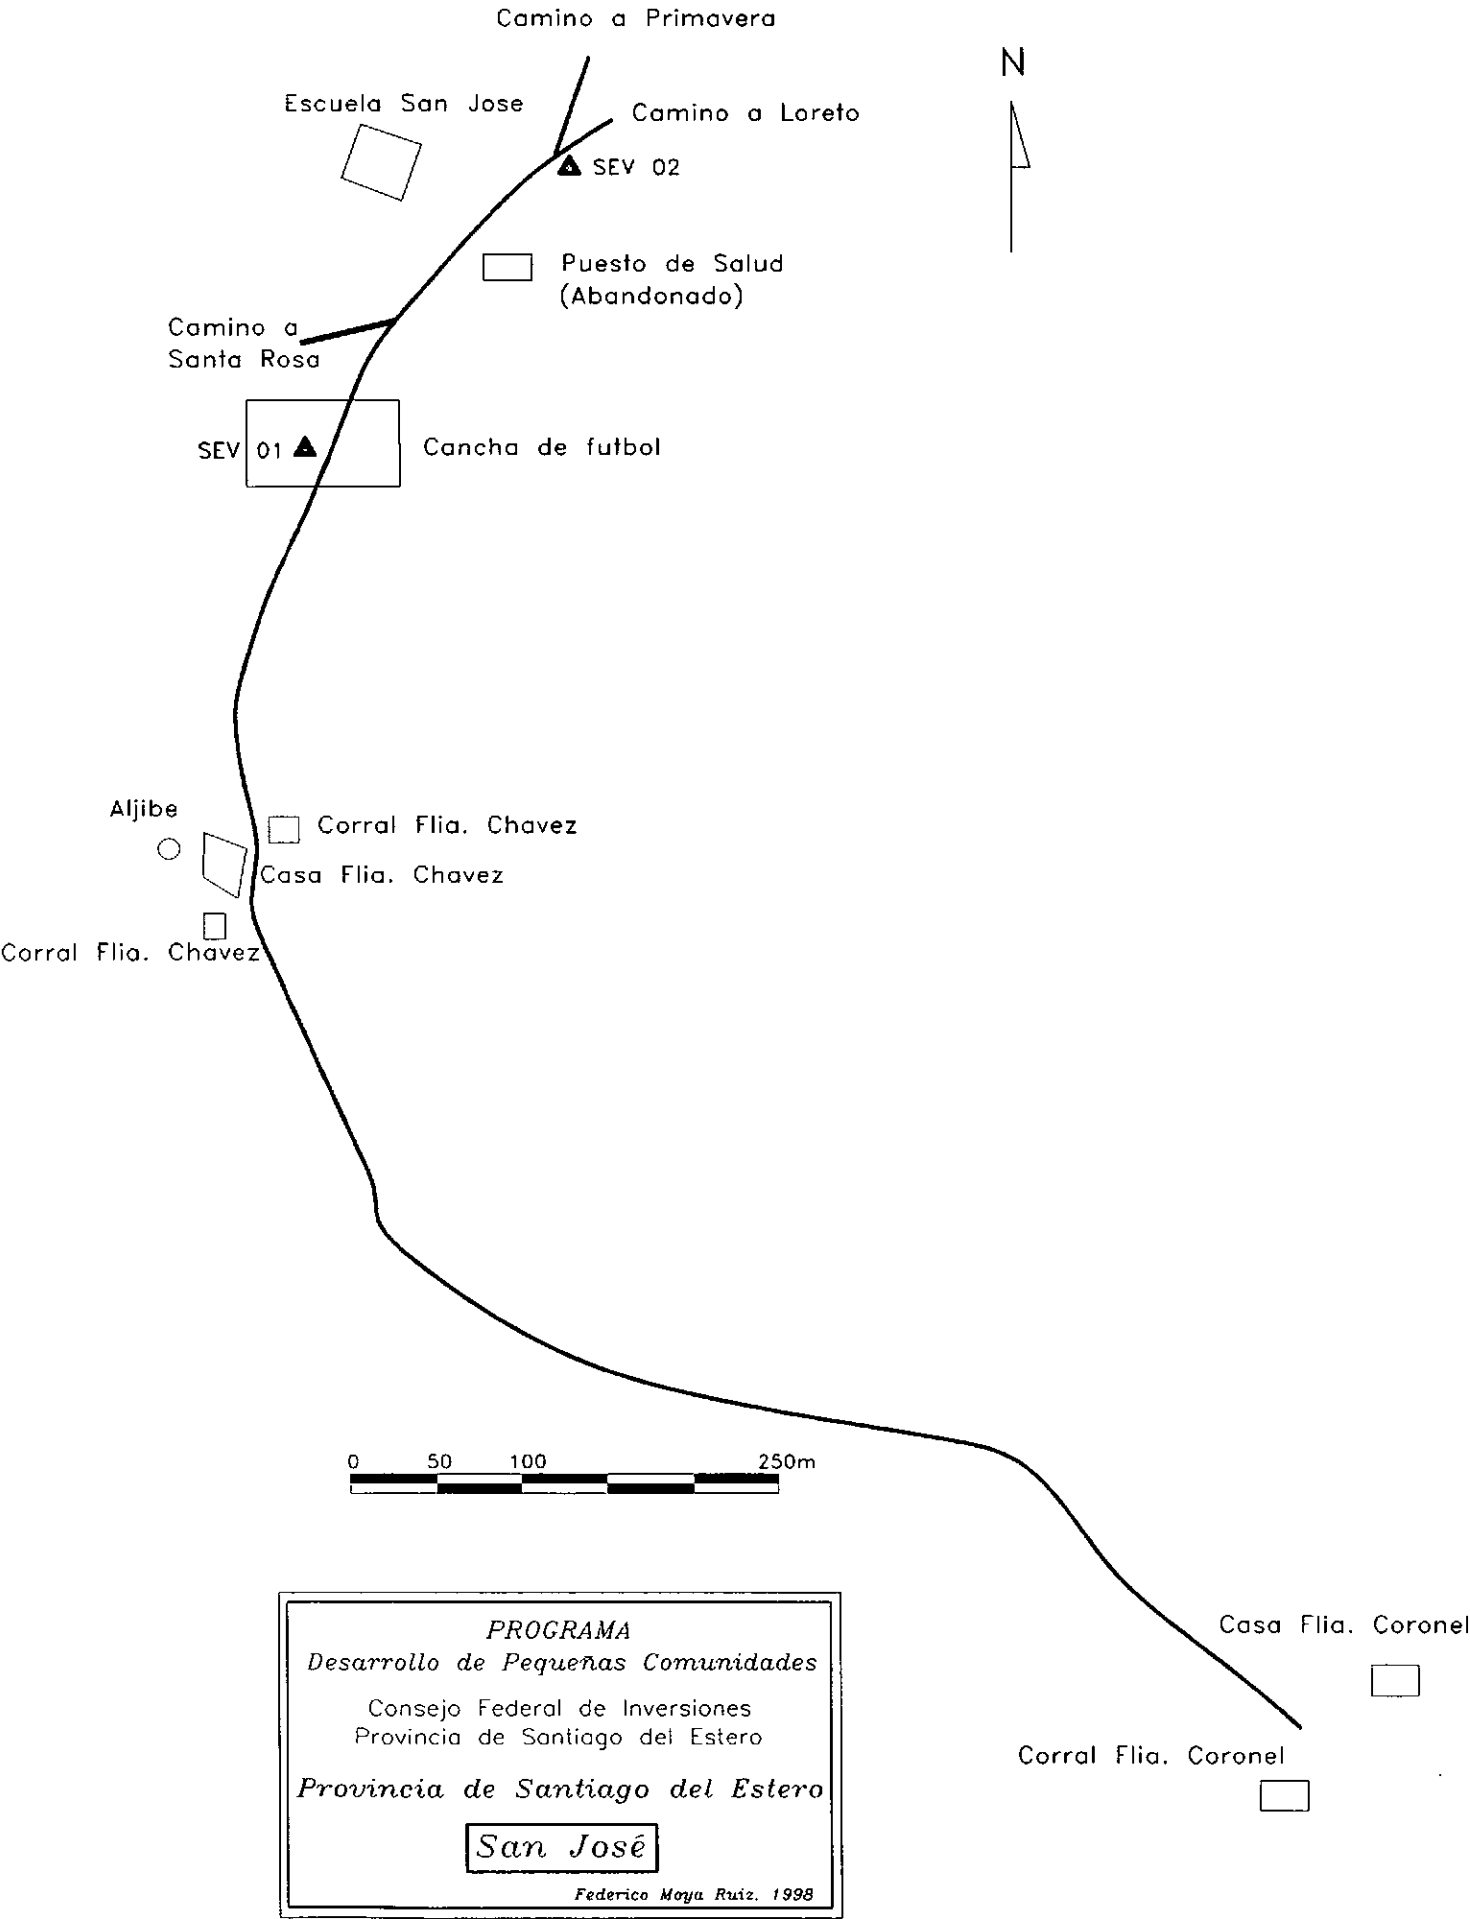 Camino a Primavera
N
Escuela San Jose
Camino a Loreto
SEV 02
Puesto de Salud
(Abandonado)
Camino a
Santa Rosa
SEV 01
Cancha de futbol
Aljibe
Corral Flia. Chavez
Casa Flia. Chavez
Corral Flia. Chavez
0 50 100 250m
Casa Flia. Coronel
Corral Flia. Coronel
PROGRAMA
Desarrollo de Pequeñas Comunidades
Consejo Federal de Inversiones
Provincia de Santiago del Estero
Provincia de Santiago del Estero
San José
Federico Moya Ruiz. 1998